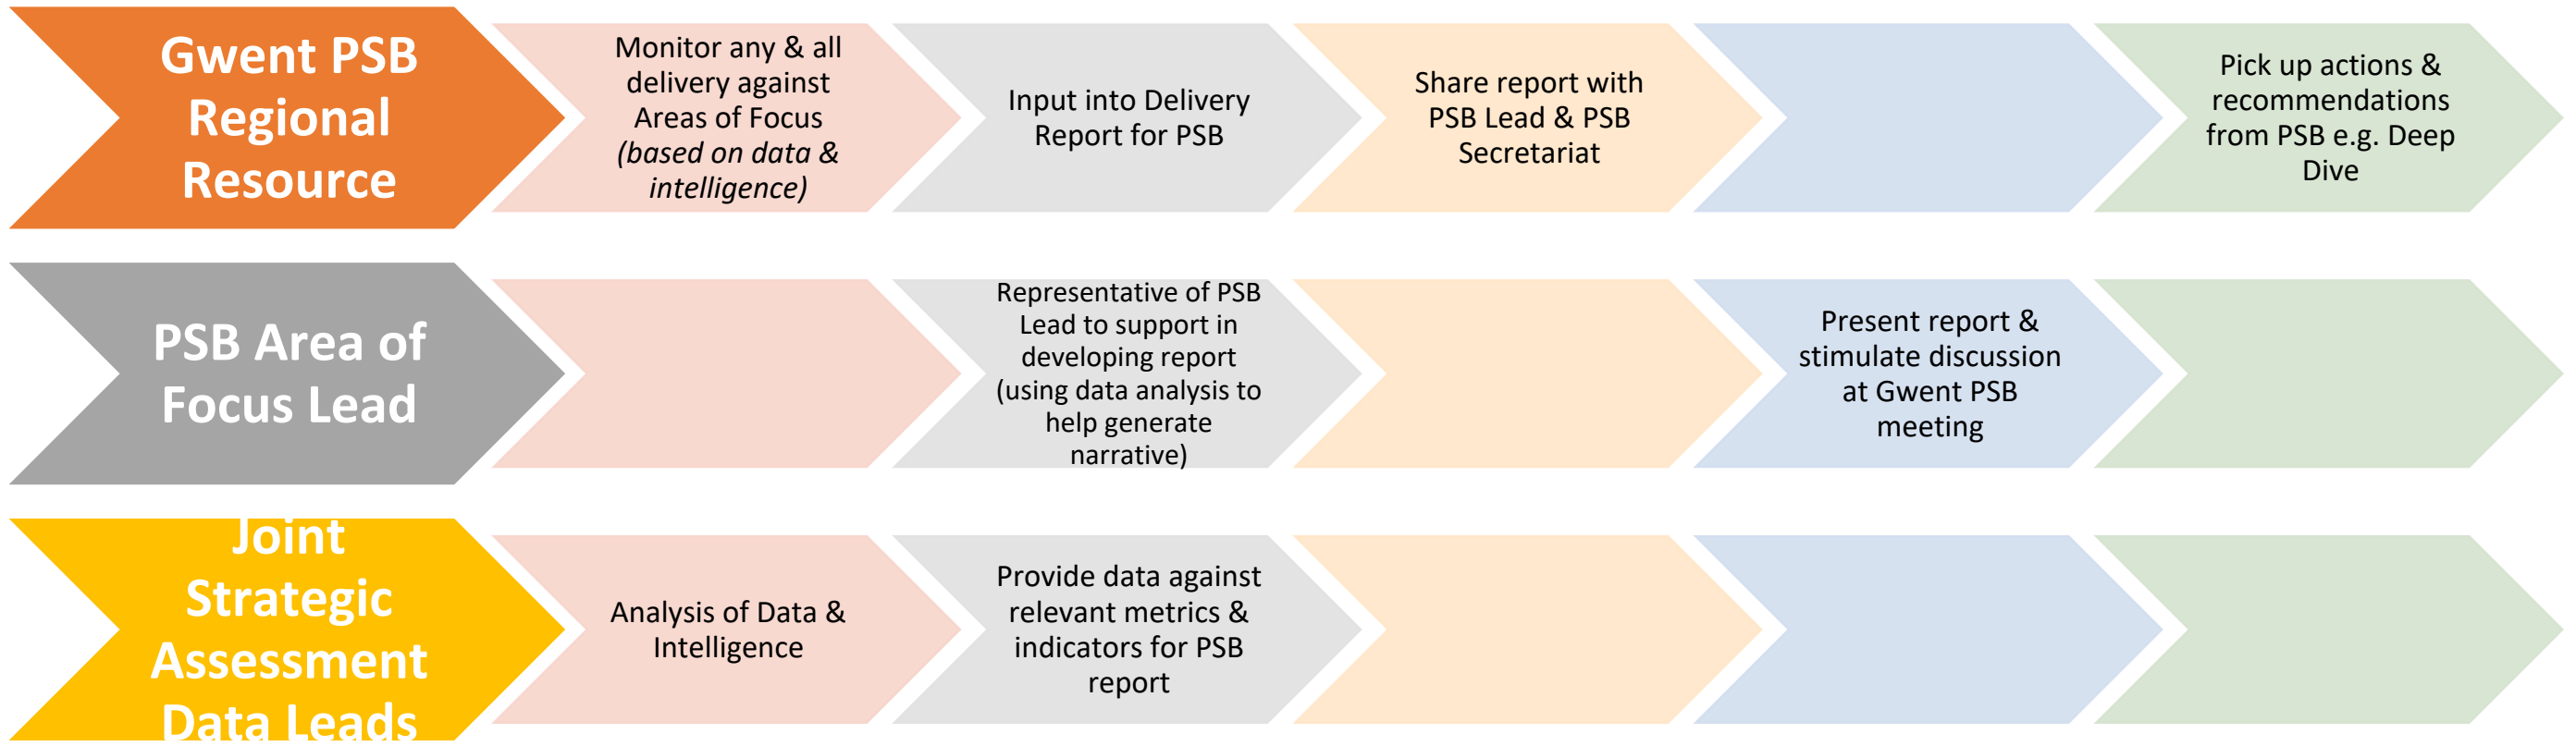 Gwent PSB
Regional
Resource
Monitor any & all
delivery against
Areas of Focus
(based on data &
intelligence)
Input into Delivery
Report for PSB
Share report with
PSB Lead & PSB
Secretariat
Pick up actions &
recommendations
from PSB e.g. Deep
Dive
PSB Area of
Focus Lead
Representative of PSB
Lead to support in
developing report
(using data analysis to
help generate
narrative)
Present report &
stimulate discussion
at Gwent PSB
meeting
Joint
Strategic
Assessment
Data Leads
Analysis of Data &
Intelligence
Provide data against
relevant metrics &
indicators for PSB
report